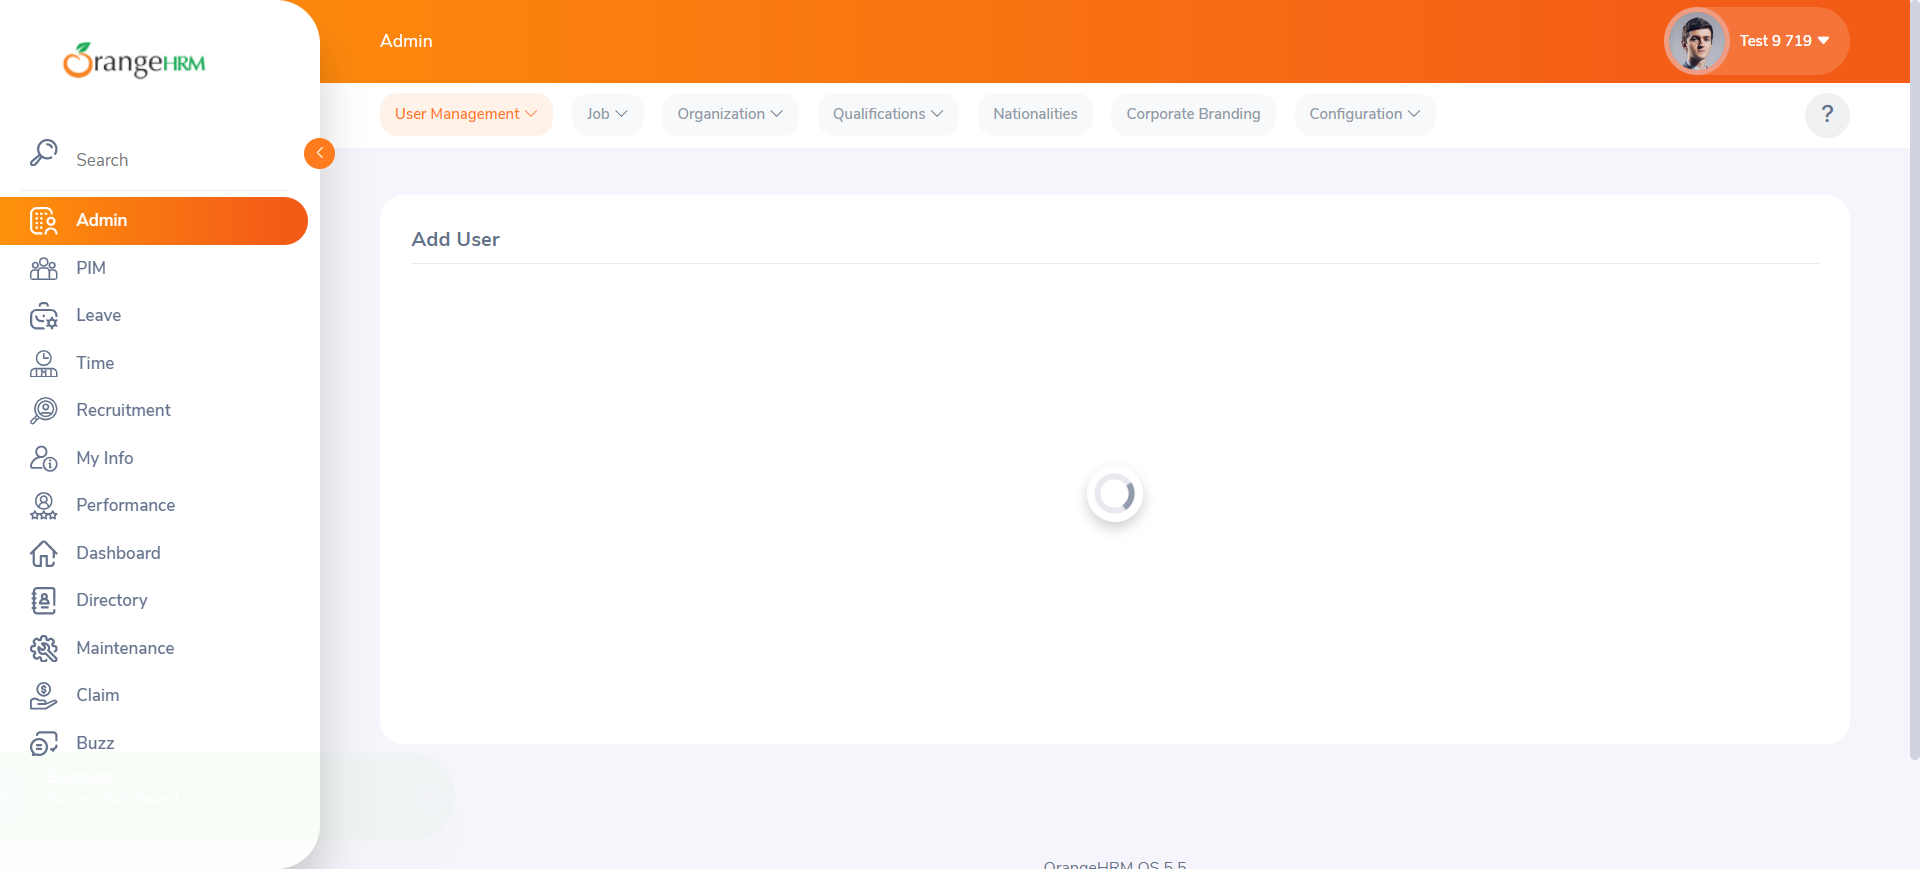 OrangeHRM
Admin
Test 9 719
User Management
Job
Organization
Qualifications
Nationalities
Corporate Branding
Configuration
?
Search
Admin
PIM
Leave
Time
Recruitment
My Info
Performance
Dashboard
Directory
Maintenance
Claim
Buzz
Add User
Success
Successfully Saved
OrangeHRM OS 5.5